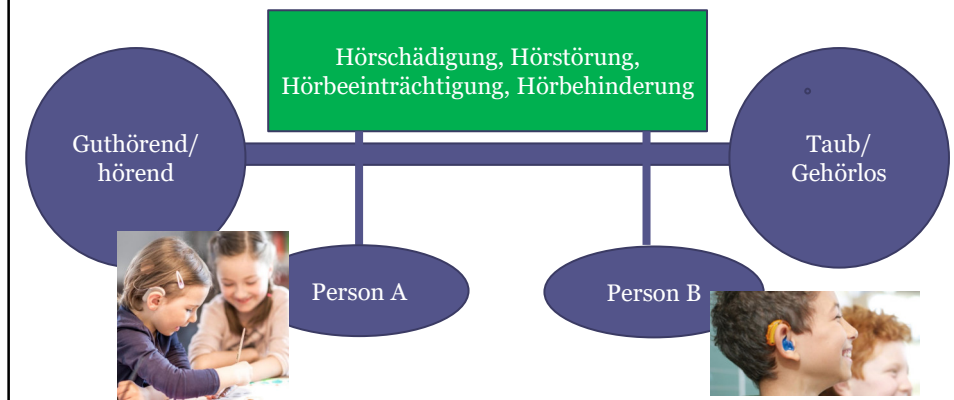 Hörschädigung, Hörstörung,
Hörbeeinträchtigung, Hörbehinderung
Guthörend/
hörend
Taub/
Gehörlos
Person A
Person B